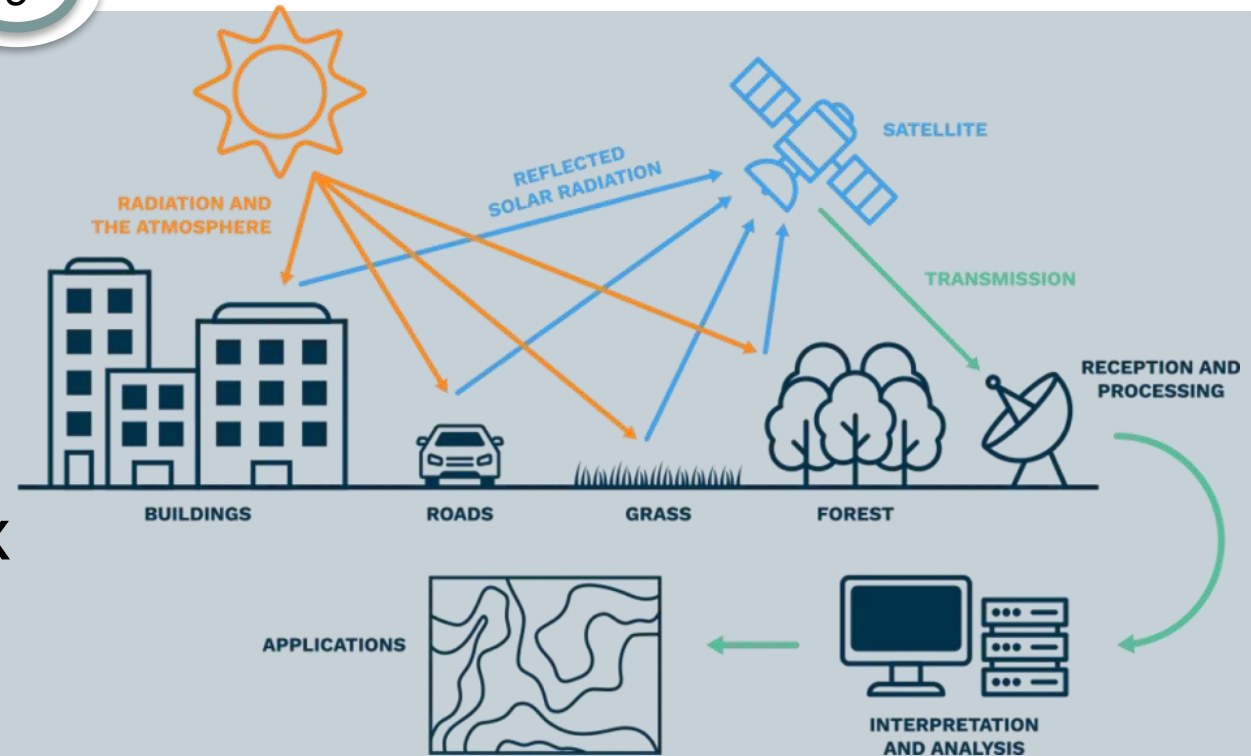 SATELLITE
REFLECTED
SOLAR RADIATION
RADIATION AND
THE ATMOSPHERE
TRANSMISSION
RECEPTION AND
PROCESSING
BUILDINGS
ROADS
GRASS
FOREST
APPLICATIONS
INTERPRETATION
AND ANALYSIS